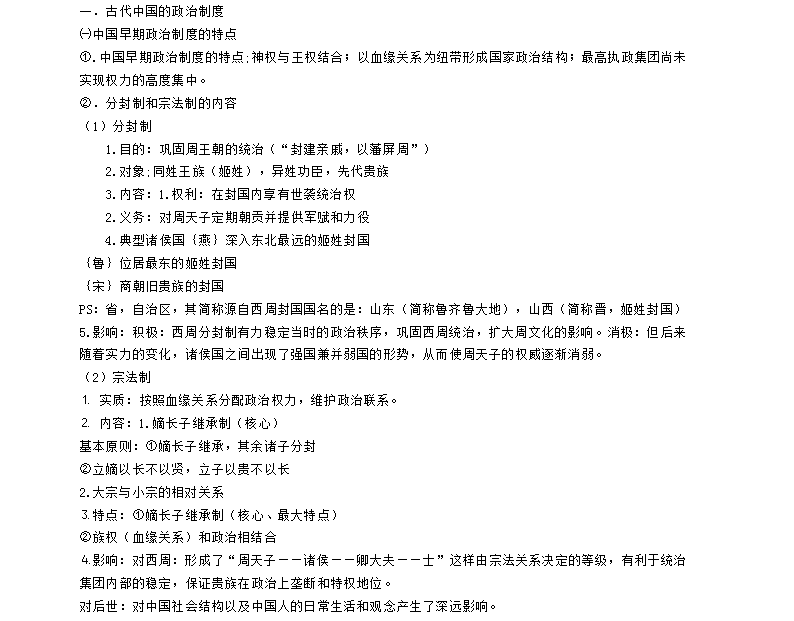 一．古代中国的政治制度
㈠中国早期政治制度的特点
①.中国早期政治制度的特点;神权与王权结合；以血缘关系为纽带形成国家政治结构；最高执政集团尚未
实现权力的高度集中。
②．分封制和宗法制的内容
（1）分封制
1.目的：巩固周王朝的统治（“封建亲戚，以藩屏周”）
2.对象;同姓王族（姬姓），异姓功臣，先代贵族
3.内容：1.权利：在封国内享有世袭统治权
2.义务：对周天子定期朝贡并提供军赋和力役
4.典型诸侯国｛燕｝深入东北最远的姬姓封国
｛鲁｝位居最东的姬姓封国
｛宋｝商朝旧贵族的封国
PS：省，自治区，其简称源自西周封国国名的是：山东（简称鲁齐鲁大地），山西（简称晋，姬姓封国）
5.影响：积极：西周分封制有力稳定当时的政治秩序，巩固西周统治，扩大周文化的影响。消极：但后来
随着实力的变化，诸侯国之间出现了强国兼并弱国的形势，从而使周天子的权威逐渐消弱。
（2）宗法制
1. 实质：按照血缘关系分配政治权力，维护政治联系。
2. 内容：1.嫡长子继承制（核心）
基本原则：①嫡长子继承，其余诸子分封
②立嫡以长不以贤，立子以贵不以长
2.大宗与小宗的相对关系
3.特点：①嫡长子继承制（核心、最大特点）
②族权（血缘关系）和政治相结合
4.影响：对西周：形成了“周天子——诸侯——卿大夫——士”这样由宗法关系决定的等级，有利于统治
集团内部的稳定，保证贵族在政治上垄断和特权地位。
对后世：对中国社会结构以及中国人的日常生活和观念产生了深远影响。